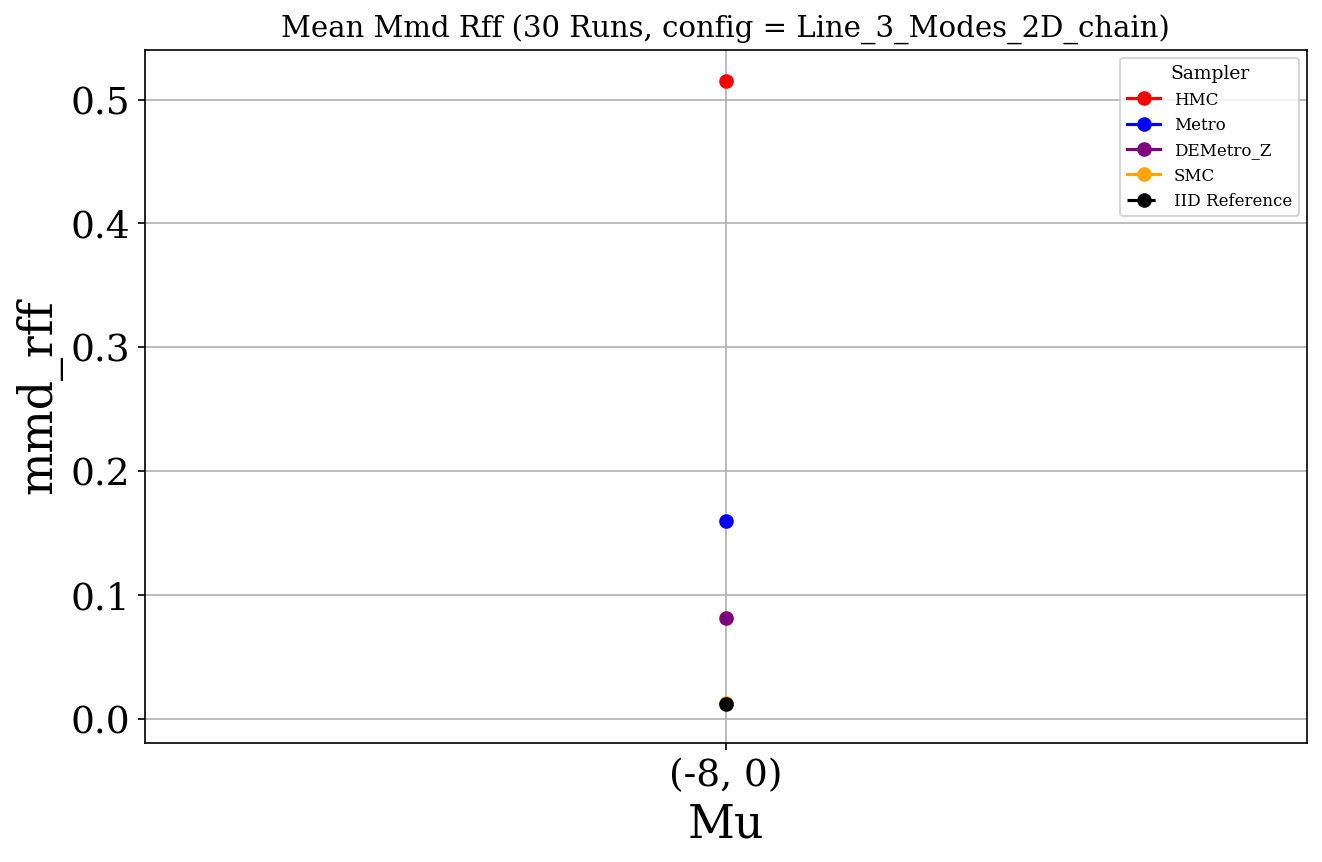 Mean Mmd Rff (30 Runs, config = Line_3_Modes_2D_chain)
Sampler
HMC
Metro
DEMetro_Z
SMC
IID Reference
mmd_rff
0.5
0.4
0.3
0.2
0.1
0.0
(-8, 0)
Mu